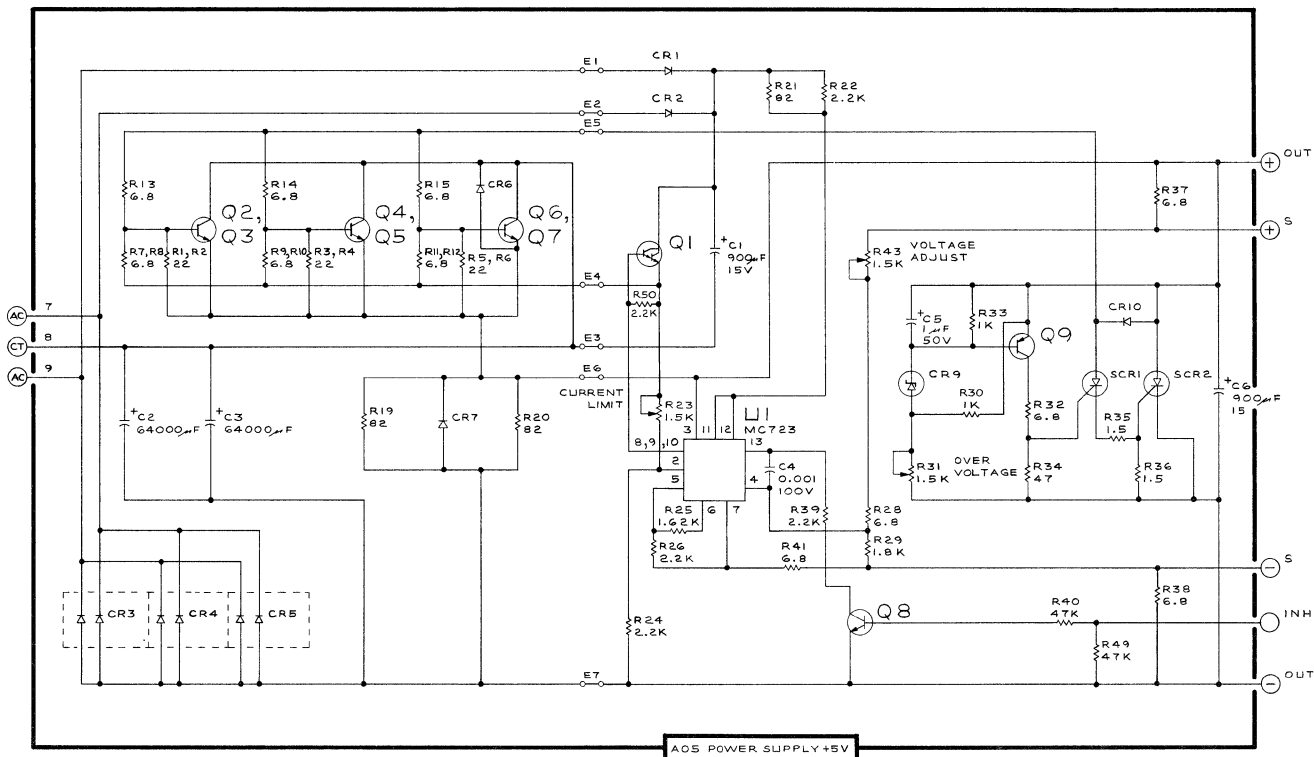 E1
CR1
R21
82
R22
2.2K
E2
CR2
E5
OUT
+
R13
6.8
R14
6.8
R15
6.8
CR6
Q2,
Q3
Q4,
Q5
Q6,
Q7
R37
6.8
S
+
R7, R8
6.8
R1, R2
22
R9, R10
6.8
R3, R4
22
R11, R12
6.8
R5, R6
22
Q1
+
C1
900µF
15V
R43
1.5K
VOLTAGE
ADJUST
E4
R50
2.2K
AC
7
CT
8
AC
9
E3
E6
+
C5
1µF
50V
R33
1K
Q9
CR10
CR9
R30
1K
R32
6.8
SCR1
SCR2
+
C6
900µF
15
+
C2
64000µF
+
C3
64000µF
R19
82
CR7
R20
82
CURRENT
LIMIT
R23
1.5K
U1
MC723
3
11
12
13
8,9,10
2
5
4
6
7
C4
0.001
100V
R35
1.5
R31
1.5K
OVER
VOLTAGE
R34
47
R36
1.5
R25
1.62K
R26
2.2K
R39
2.2K
R28
6.8
R29
1.8K
R41
6.8
S
–
CR3
CR4
CR5
R24
2.2K
Q8
R40
47K
R38
6.8
INH
R49
47K
E7
OUT
–
A05 POWER SUPPLY +5V